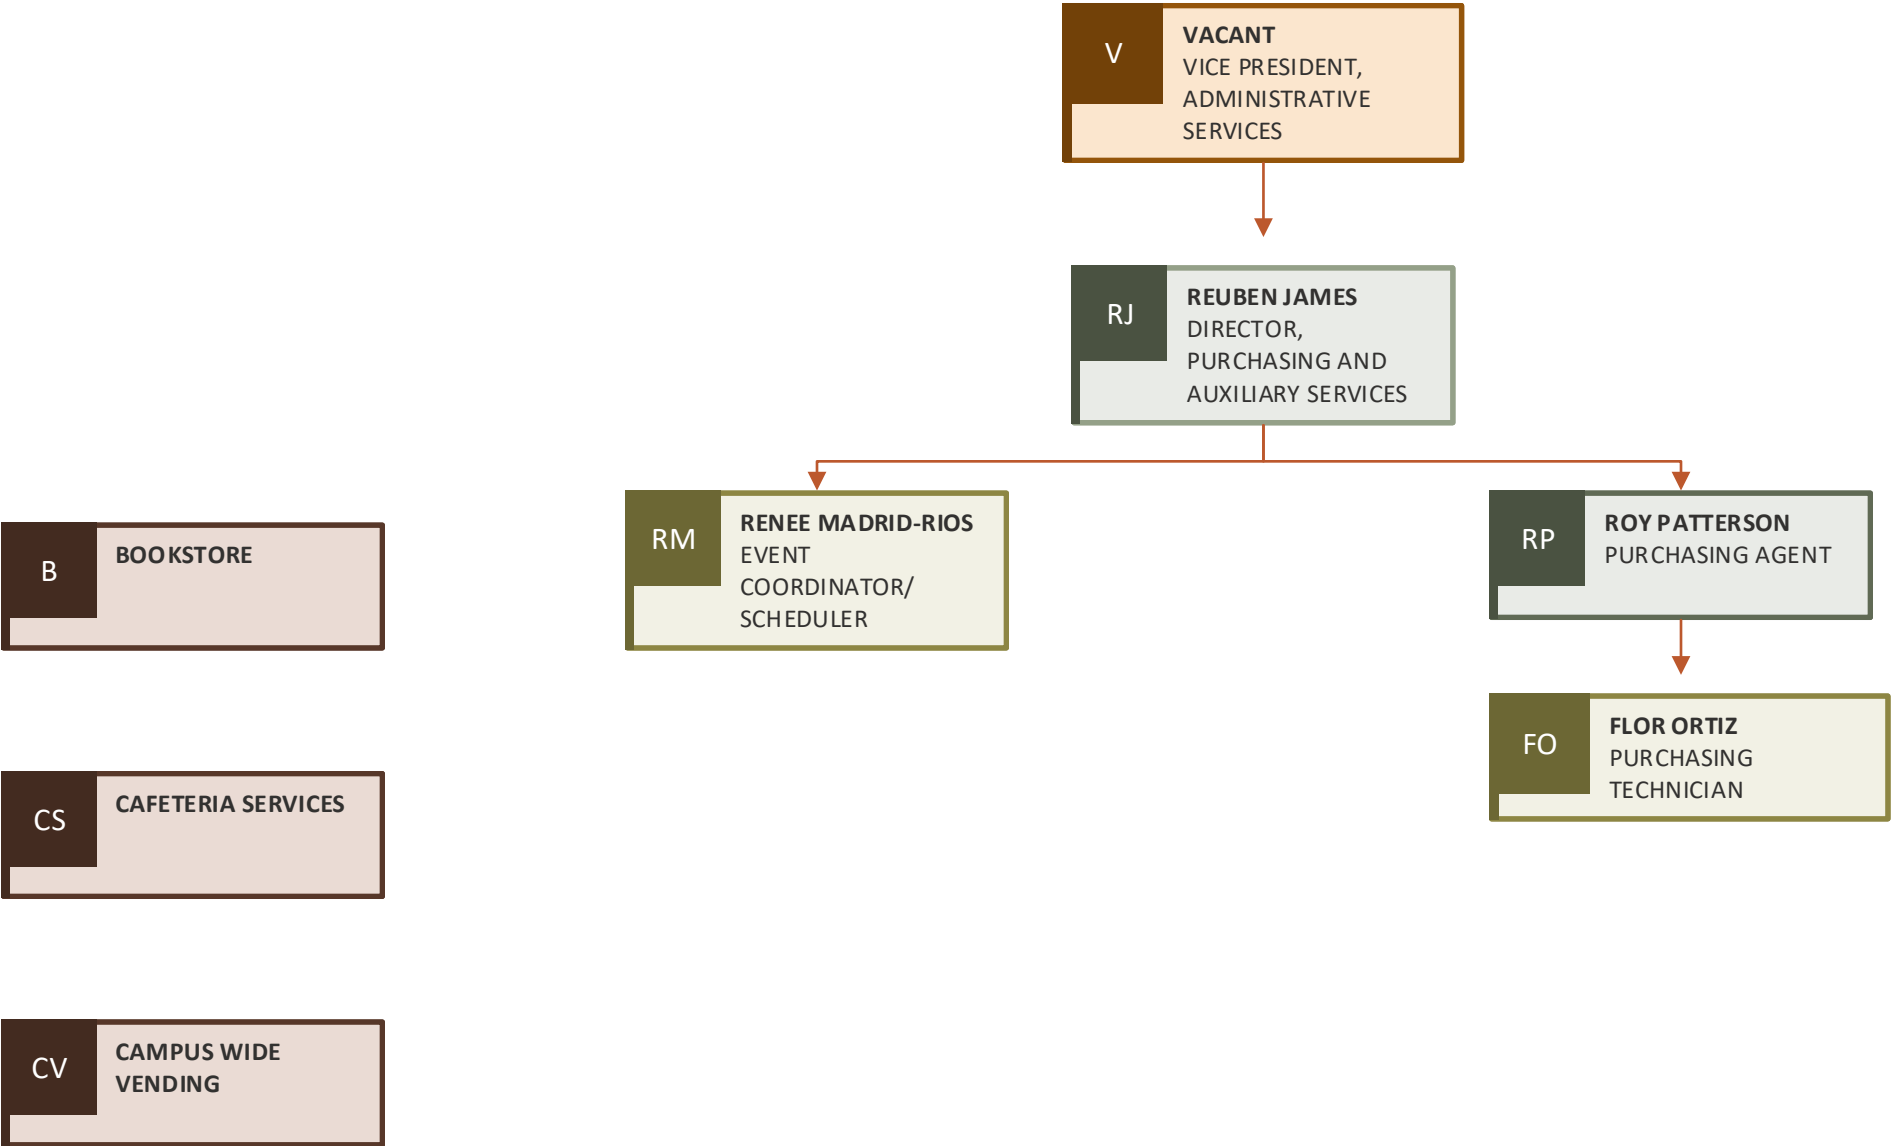 V
VACANT
VICE PRESIDENT,
ADMINISTRATIVE
SERVICES
RJ
REUBEN JAMES
DIRECTOR,
PURCHASING AND
AUXILIARY SERVICES
RM
RENEE MADRID-RIOS
EVENT
COORDINATOR/
SCHEDULER
RP
ROY PATTERSON
PURCHASING AGENT
B
BOOKSTORE
FO
FLOR ORTIZ
PURCHASING
TECHNICIAN
CS
CAFETERIA SERVICES
CV
CAMPUS WIDE
VENDING